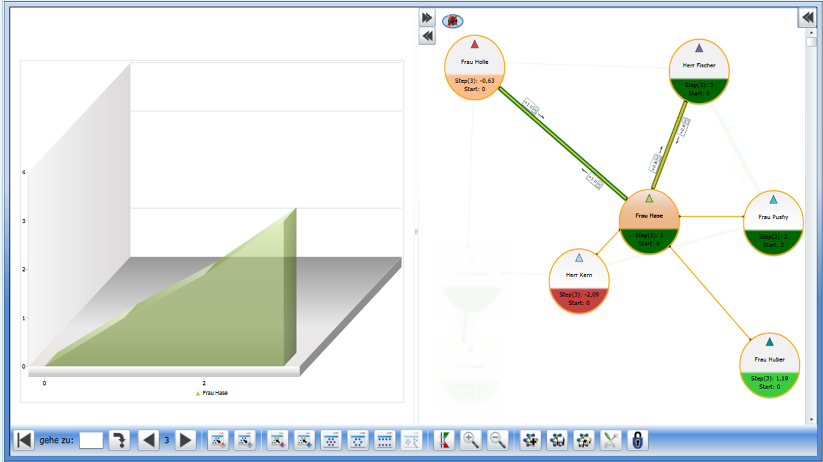 4
3
2
1
0
0
2
Frau Hase
Frau Holle
Step(3): -0,63
Start: 0
Herr Fischer
Step(3): 3
Start: 0
Frau Hase
Step(3): 3
Start: 0
Frau Pushy
Step(3): 3
Start: 2
Herr Kern
Step(3): -2,09
Start: 0
Frau Huber
Step(3): 1,19
Start: 0
gehe zu:
3